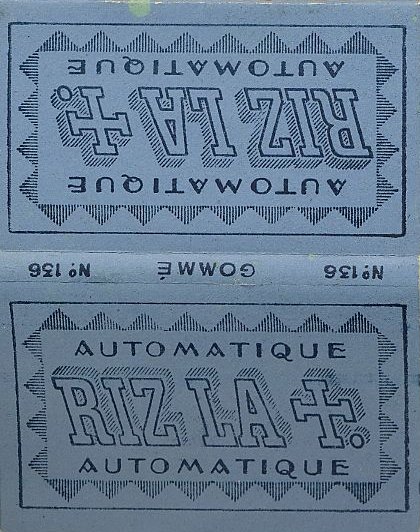 AUTOMATIQUE
RIZ LA +.
AUTOMATIQUE
Nº 136 GOMMÉ Nº 136
AUTOMATIQUE
RIZ LA +.
AUTOMATIQUE